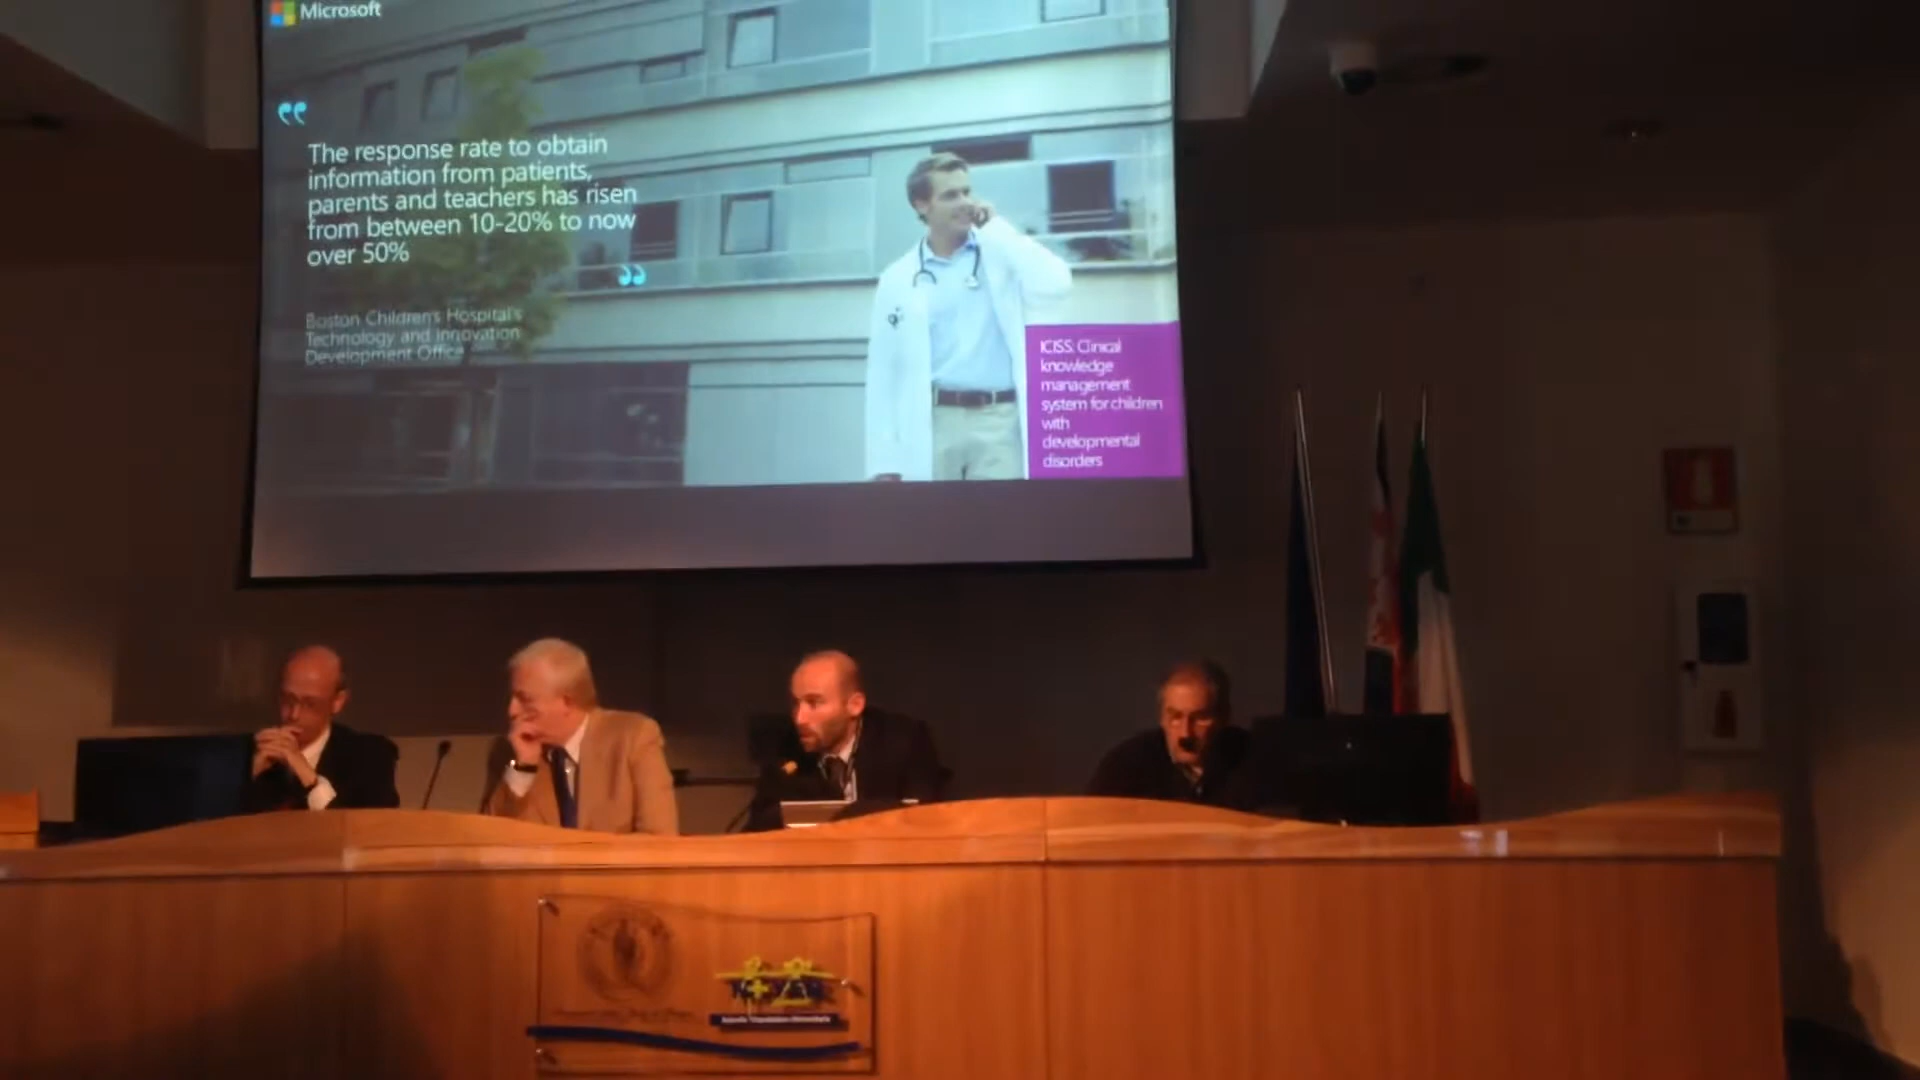 Microsoft
The response rate to obtain
information from patients,
parents and teachers has risen
from between 10-20% to now
over 50%
Boston Children's Hospital's
Technology and Innovation
Development Office
ICISS: Clinical
knowledge
management
system for children
with
developmental
disorders